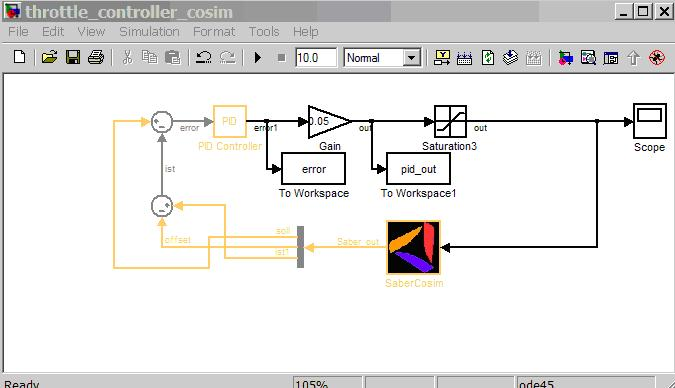 throttle_controller_cosim
File Edit View Simulation Format Tools Help
10.0 Normal
error
PID
error1
0.05
out
out
PID Controller
Gain
Saturation3
Scope
ist
error
pid_out
To Workspace
To Workspace1
soll
offset
ist1
Saber_out
SaberCosim
Ready
105%
ode45